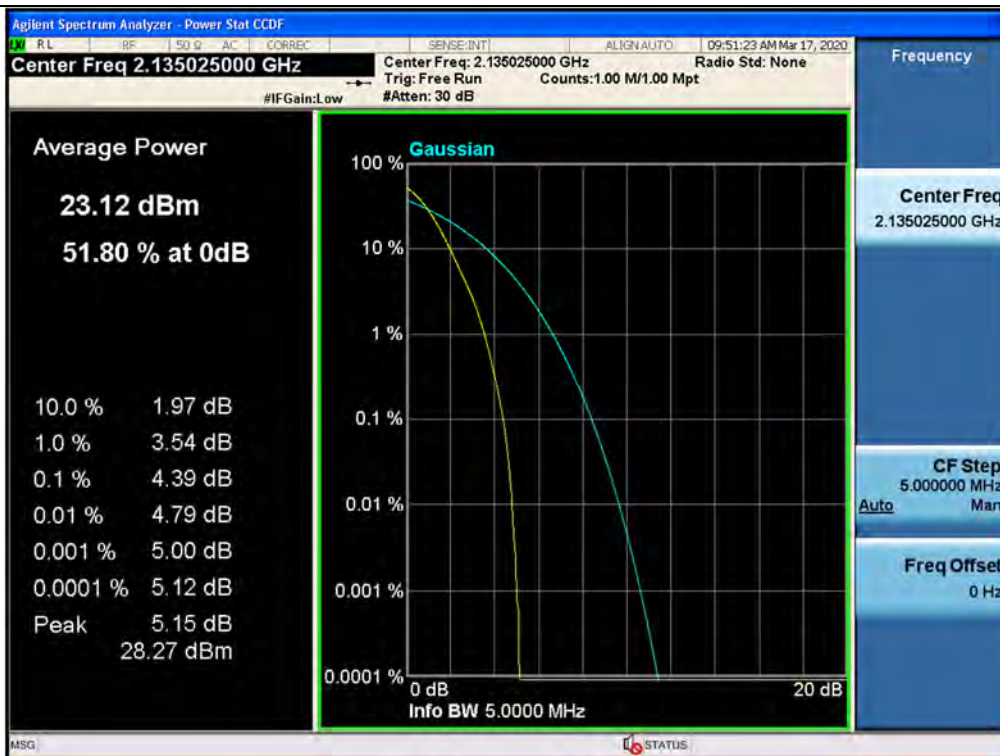 Agilent Spectrum Analyzer - Power Stat CCDF
LXI RL RF 50 Ω AC CORREC SENSE:INT ALIGN AUTO 09:51:23 AM Mar 17, 2020
Center Freq 2.135025000 GHz
Center Freq: 2.135025000 GHz Radio Std: None
Trig: Free Run Counts:1.00 M/1.00 Mpt
#IFGain:Low #Atten: 30 dB
Average Power
23.12 dBm
51.80 % at 0dB
10.0 % 1.97 dB
1.0 % 3.54 dB
0.1 % 4.39 dB
0.01 % 4.79 dB
0.001 % 5.00 dB
0.0001 % 5.12 dB
Peak 5.15 dB
28.27 dBm
Gaussian
100 %
10 %
1 %
0.1 %
0.01 %
0.001 %
0.0001 %
0 dB 20 dB
Info BW 5.0000 MHz
Frequency
Center Freq
2.135025000 GHz
CF Step
5.000000 MHz
Auto Man
Freq Offset
0 Hz
MSG STATUS